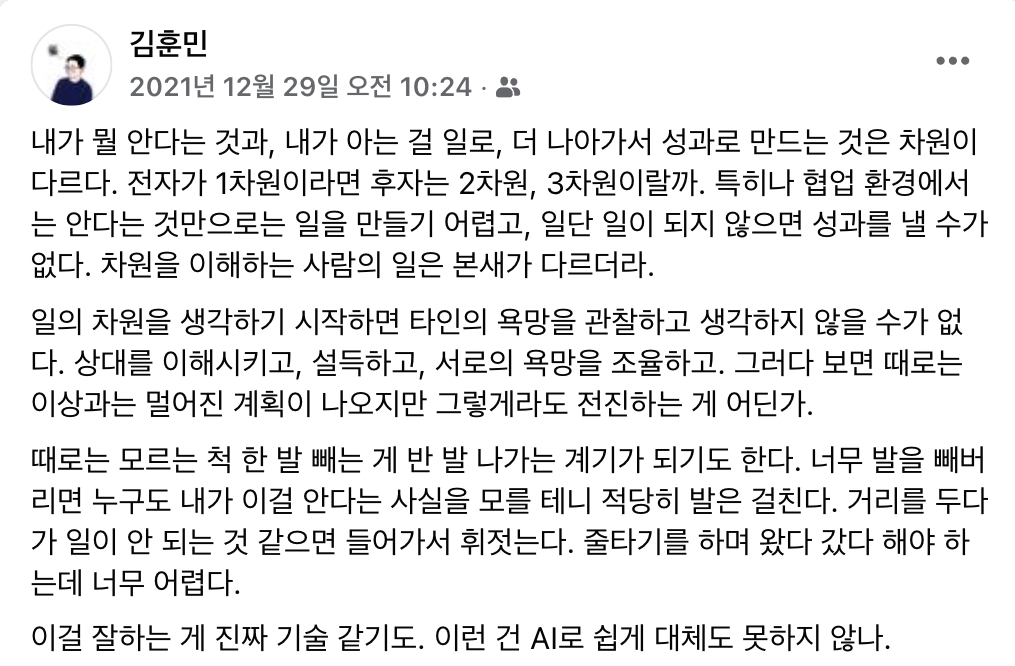 김훈민
2021년 12월 29일 오전 10:24 ·
내가 뭘 안다는 것과, 내가 아는 걸 일로, 더 나아가서 성과로 만드는 것은 차원이
다르다. 전자가 1차원이라면 후자는 2차원, 3차원이랄까. 특히나 협업 환경에서
는 안다는 것만으로는 일을 만들기 어렵고, 일단 일이 되지 않으면 성과를 낼 수가
없다. 차원을 이해하는 사람의 일은 본새가 다르더라.
일의 차원을 생각하기 시작하면 타인의 욕망을 관찰하고 생각하지 않을 수가 없
다. 상대를 이해시키고, 설득하고, 서로의 욕망을 조율하고. 그러다 보면 때로는
이상과는 멀어진 계획이 나오지만 그렇게라도 전진하는 게 어딘가.
때로는 모르는 척 한 발 빼는 게 반 발 나가는 계기가 되기도 한다. 너무 발을 빼버
리면 누구도 내가 이걸 안다는 사실을 모를 테니 적당히 발은 걸친다. 거리를 두다
가 일이 안 되는 것 같으면 들어가서 휘젓는다. 줄타기를 하며 왔다 갔다 해야 하
는데 너무 어렵다.
이걸 잘하는 게 진짜 기술 같기도. 이런 건 AI로 쉽게 대체도 못하지 않나.